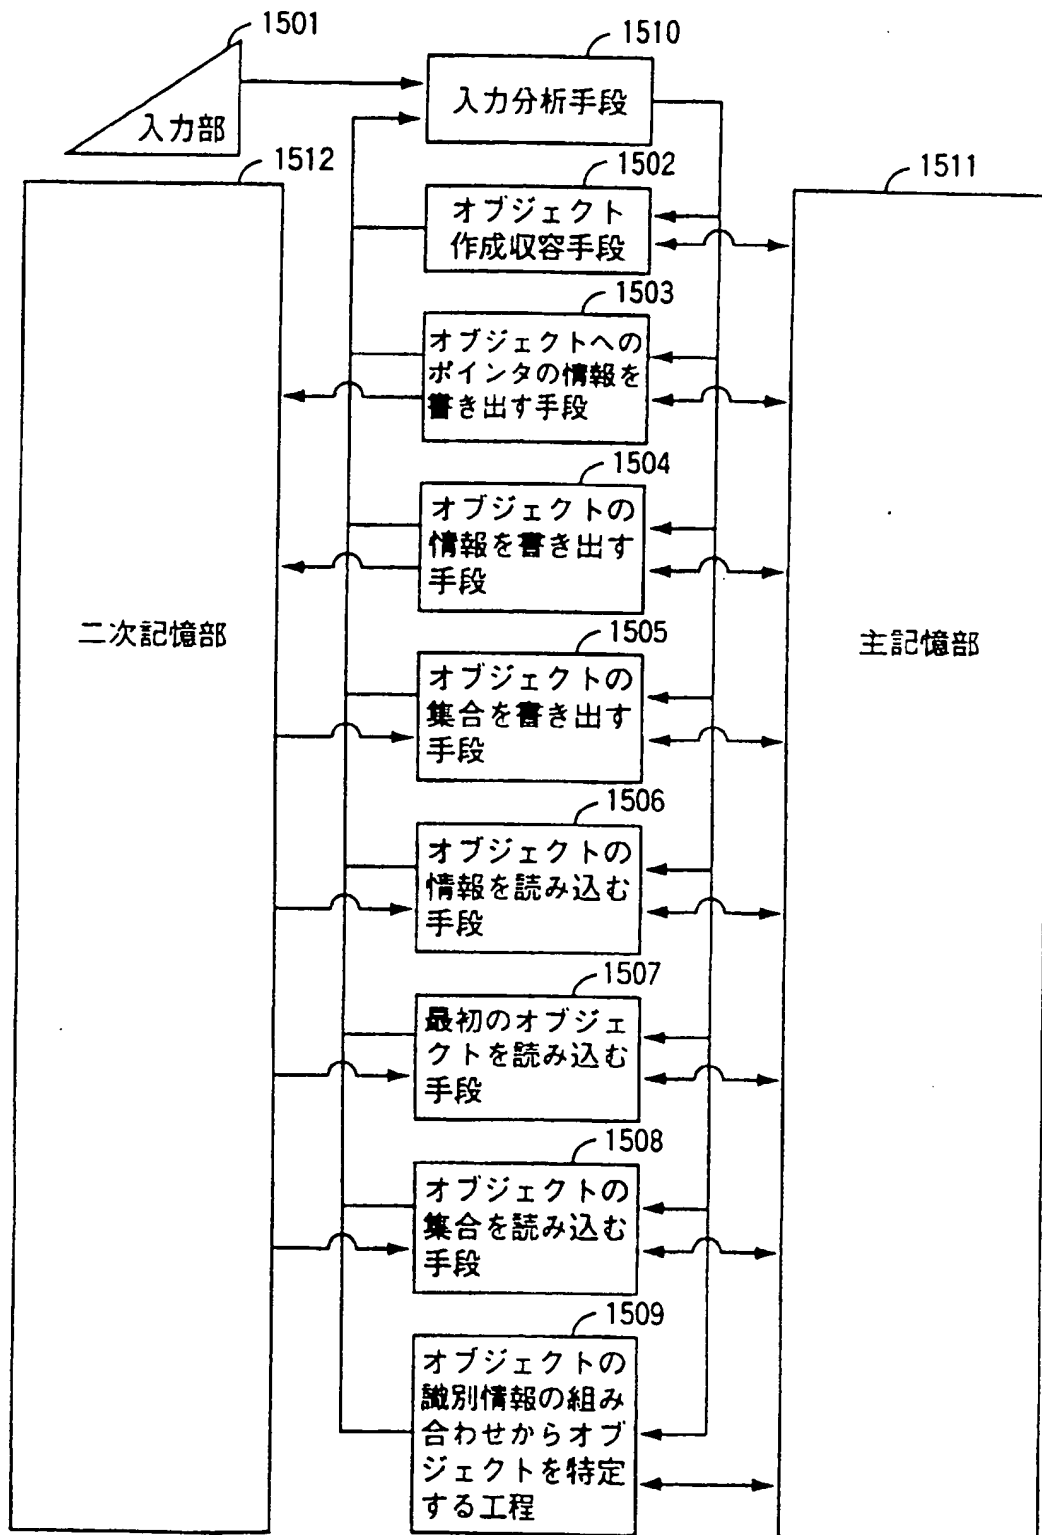 1501
入力部
1510
入力分析手段
1512
1502
オブジェクト
作成収容手段
1511
1503
オブジェクトへの
ポインタの情報を
書き出す手段
1504
オブジェクトの
情報を書き出す
手段
二次記憶部
主記憶部
1505
オブジェクトの
集合を書き出す
手段
1506
オブジェクトの
情報を読み込む
手段
1507
最初のオブジェ
クトを読み込む
手段
1508
オブジェクトの
集合を読み込む
手段
1509
オブジェクトの
識別情報の組み
合わせからオブ
ジェクトを特定
する工程